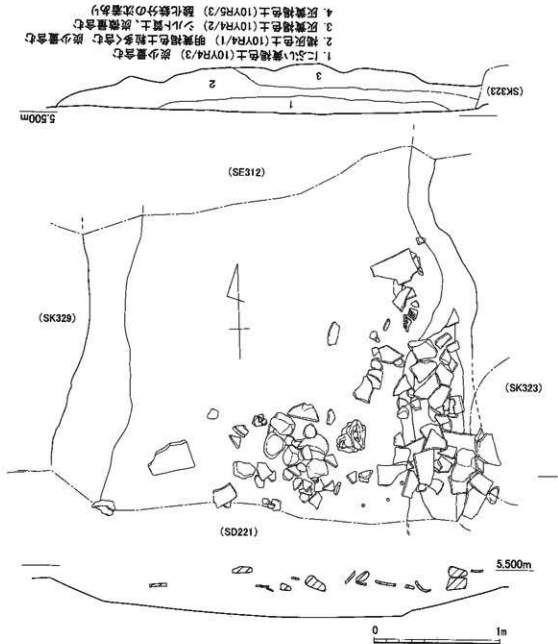 1. にぶい黄褐色土(10YR4/3) 炭少量含む
2. 褐灰色土(10YR4/1) 明黄褐色土粒多く含む 炭少量含む
3. 灰黄褐色土(10YR4/2) シルト質土、炭微量含む
4. 灰黄褐色土(10YR5/3) 酸化鉄分の沈着あり
1
2
3
(SK323)
5.500m
(SE312)
(SK329)
(SK323)
(SD221)
5.500m
0 1m